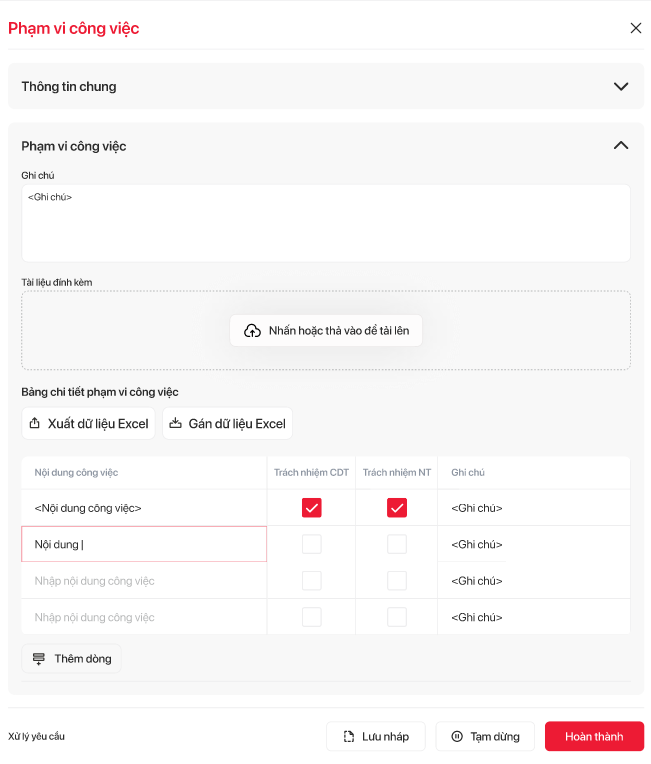 Phạm vi công việc
Thông tin chung
Phạm vi công việc
Ghi chú
<Ghi chú>
Tài liệu đính kèm
Nhấn hoặc thả vào để tải lên
Bảng chi tiết phạm vi công việc
Xuất dữ liệu Excel Gán dữ liệu Excel
Nội dung công việc Trách nhiệm CDT Trách nhiệm NT Ghi chú
<Nội dung công việc> <Ghi chú>
Nội dung | <Ghi chú>
Nhập nội dung công việc <Ghi chú>
Nhập nội dung công việc <Ghi chú>
Thêm dòng
Xử lý yêu cầu Lưu nháp Tạm dừng Hoàn thành